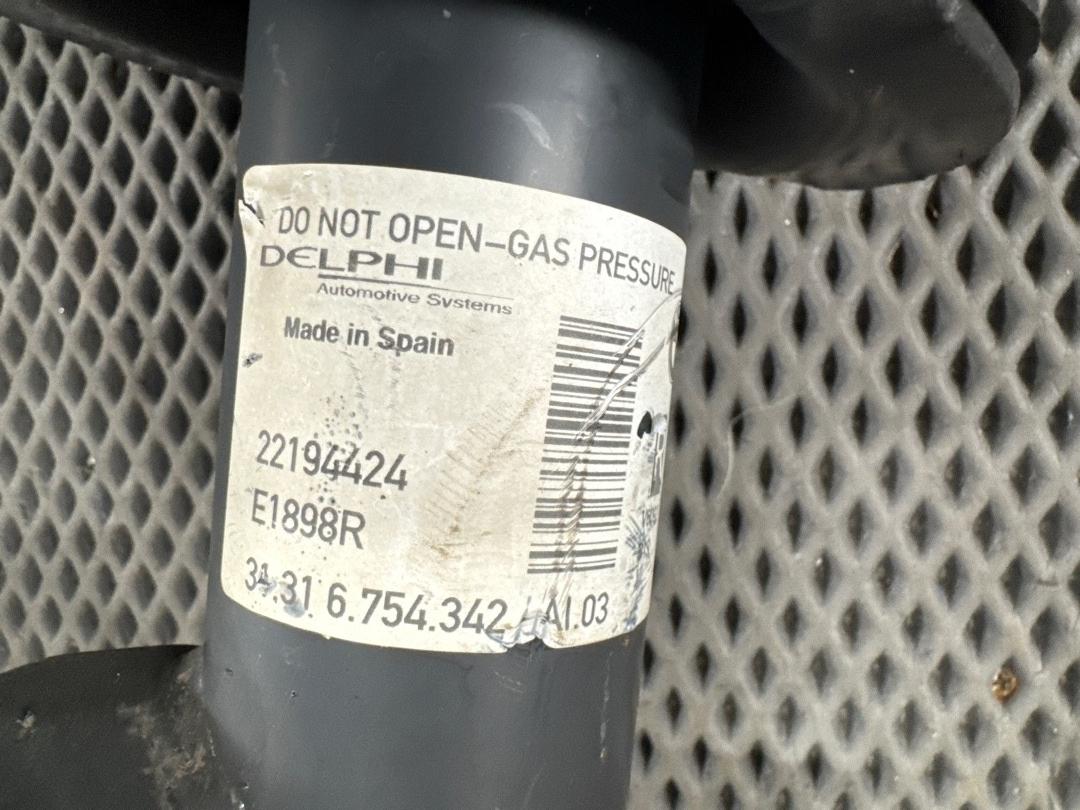 DO NOT OPEN-GAS PRESSURE
DELPHI
Automotive Systems
Made in Spain
22194424
E1898R
31 6.754.342 AI.03